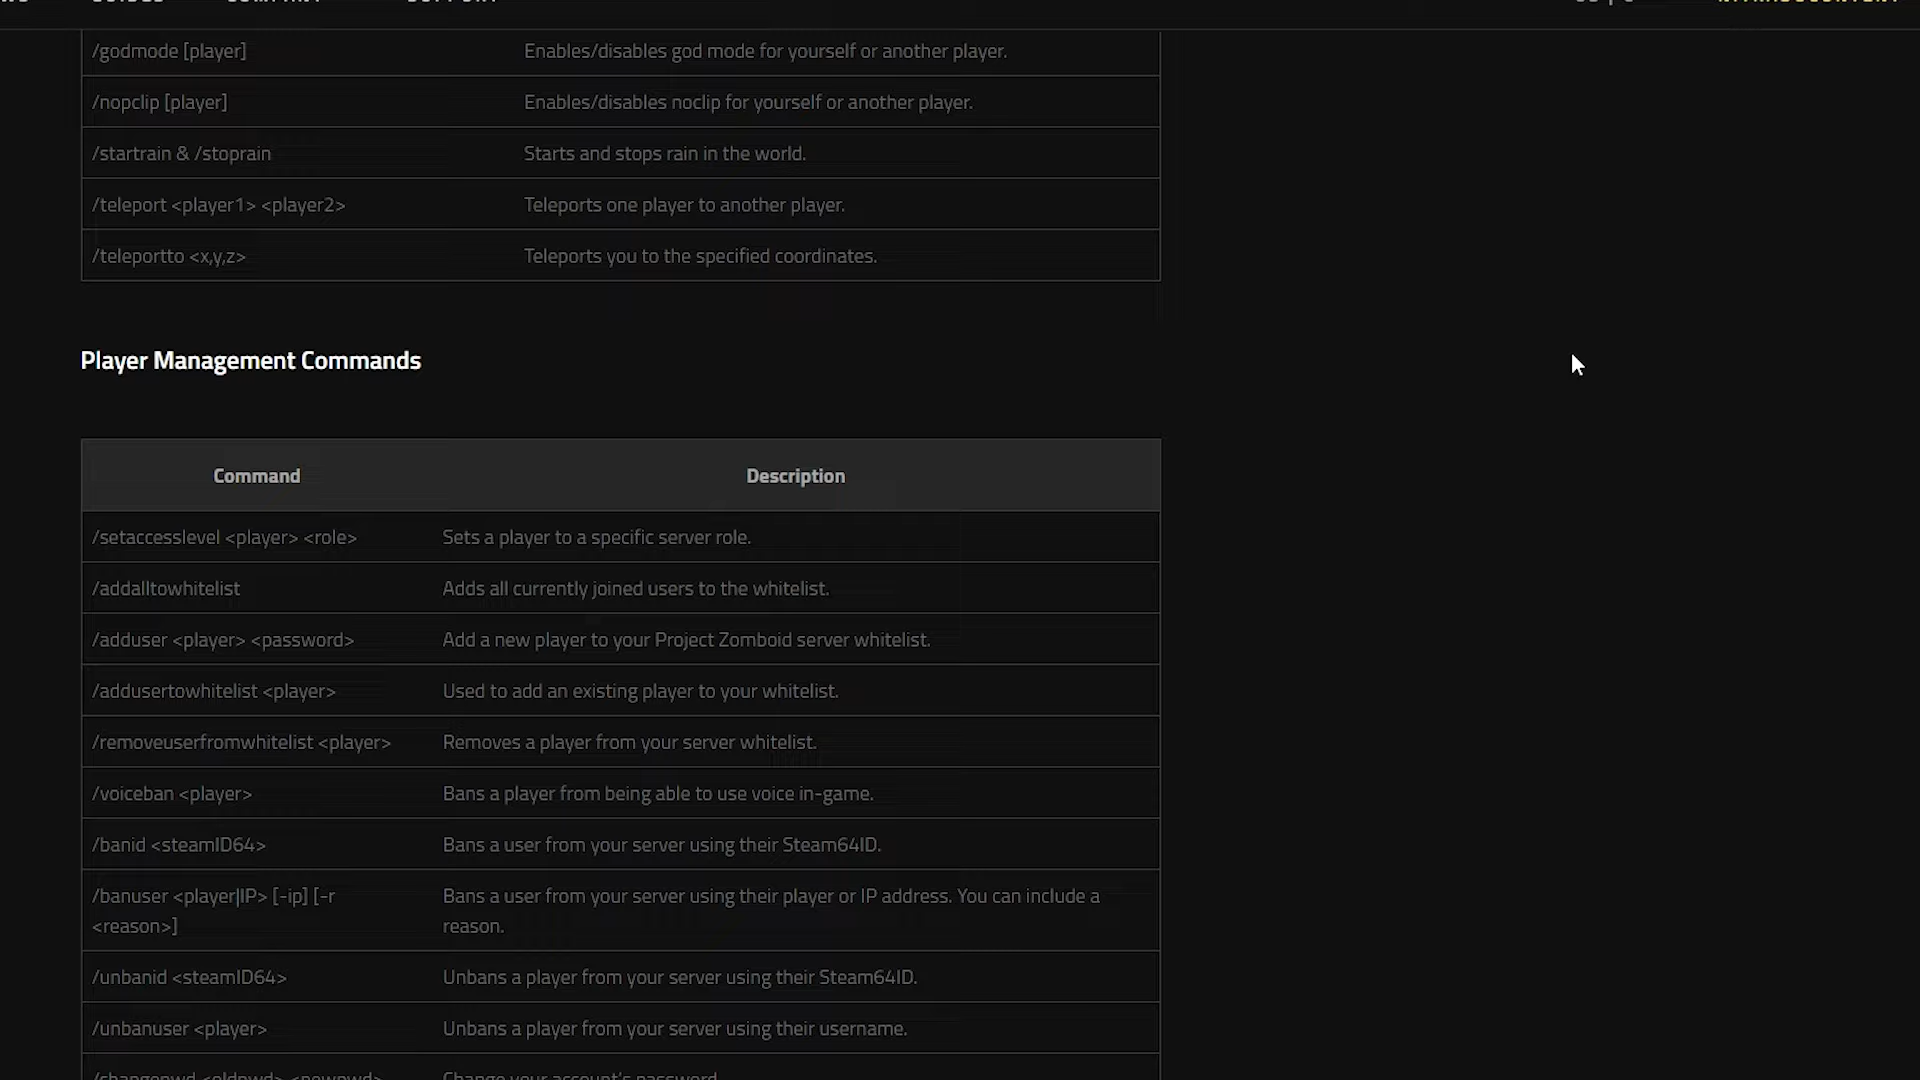 /godmode [player] Enables/disables god mode for yourself or another player.
/nopclip [player] Enables/disables noclip for yourself or another player.
/startrain & /stoprain Starts and stops rain in the world.
/teleport <player1> <player2> Teleports one player to another player.
/teleportto <x,y,z> Teleports you to the specified coordinates.
Player Management Commands
Command Description
/setaccesslevel <player> <role> Sets a player to a specific server role.
/addalltowhitelist Adds all currently joined users to the whitelist.
/adduser <player> <password> Add a new player to your Project Zomboid server whitelist.
/addusertowhitelist <player> Used to add an existing player to your whitelist.
/removeuserfromwhitelist <player> Removes a player from your server whitelist.
/voiceban <player> Bans a player from being able to use voice in-game.
/banid <steamID64> Bans a user from your server using their Steam64ID.
/banuser <player|IP> [-ip] [-r Bans a user from your server using their player or IP address. You can include a
<reason>] reason.
/unbanid <steamID64> Unbans a player from your server using their Steam64ID.
/unbanuser <player> Unbans a player from your server using their username.
/changepwd <oldpwd> <newpwd> Change your account's password.